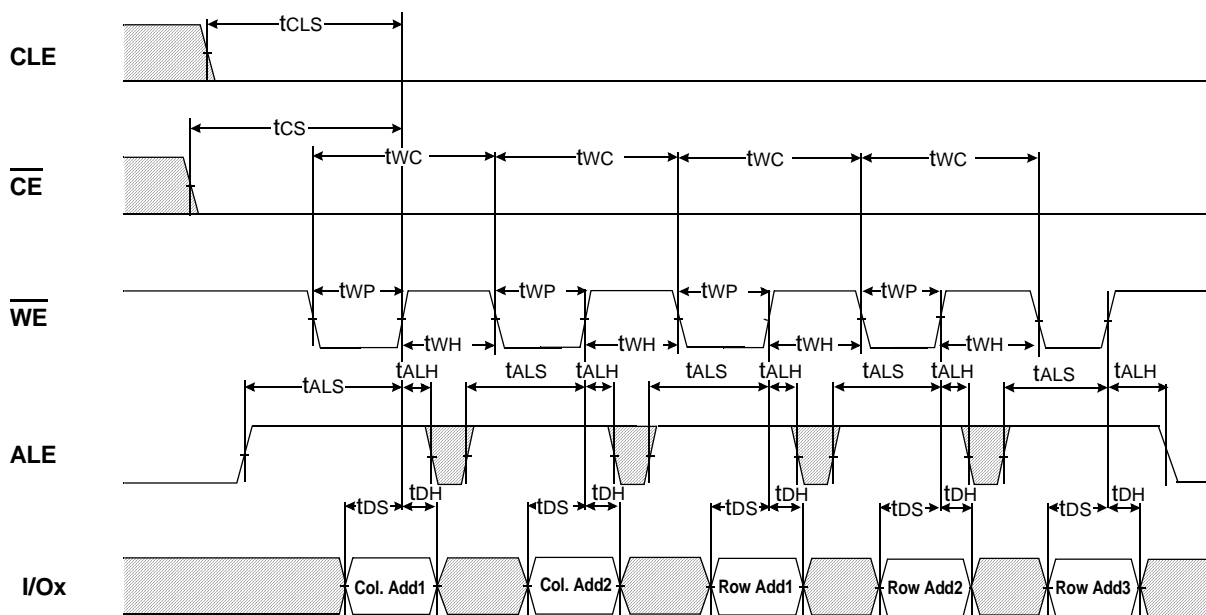 tCLS
CLE
tCS
tWC tWC tWC tWC
CE
tWP tWP tWP tWP
WE
tWH tWH tWH tWH
tALS tALH tALS tALH tALS tALH tALS tALH tALS tALH
ALE
tDS tDH tDS tDH tDS tDH tDS tDH tDS tDH
I/Ox Col. Add1 Col. Add2 Row Add1 Row Add2 Row Add3